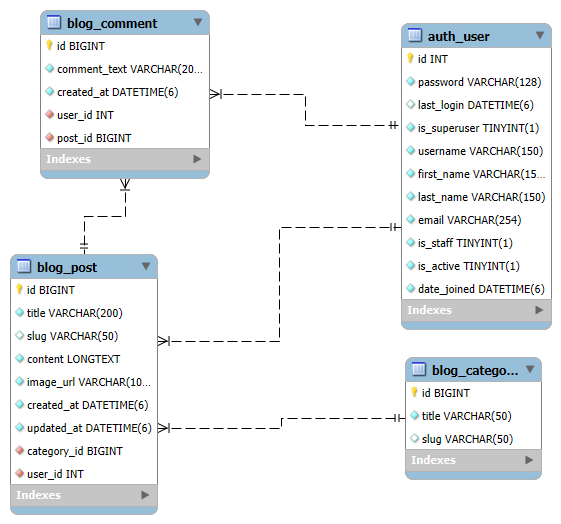 blog_comment
id BIGINT
comment_text VARCHAR(20...
created_at DATETIME(6)
user_id INT
post_id BIGINT
Indexes
auth_user
id INT
password VARCHAR(128)
last_login DATETIME(6)
is_superuser TINYINT(1)
username VARCHAR(150)
first_name VARCHAR(15...
last_name VARCHAR(150)
email VARCHAR(254)
is_staff TINYINT(1)
is_active TINYINT(1)
date_joined DATETIME(6)
Indexes
blog_post
id BIGINT
title VARCHAR(200)
slug VARCHAR(50)
content LONGTEXT
image_url VARCHAR(10...
created_at DATETIME(6)
updated_at DATETIME(6)
category_id BIGINT
user_id INT
Indexes
blog_catego...
id BIGINT
title VARCHAR(50)
slug VARCHAR(50)
Indexes